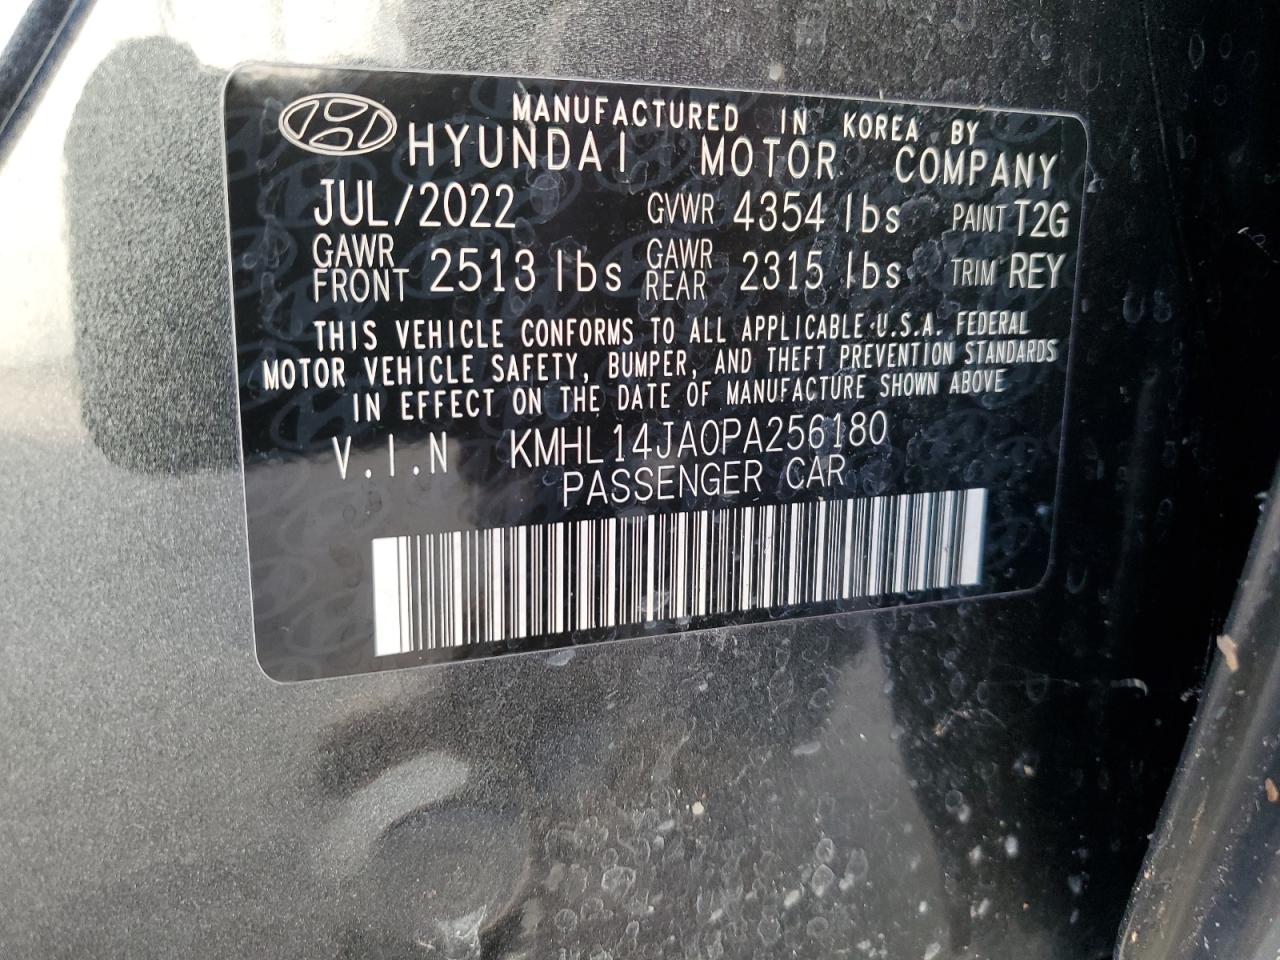 MANUFACTURED IN KOREA BY
HYUNDAI MOTOR COMPANY
JUL/2022 GVWR 4354 lbs PAINT T2G
GAWR FRONT 2513 lbs GAWR REAR 2315 lbs TRIM REY
THIS VEHICLE CONFORMS TO ALL APPLICABLE U.S.A. FEDERAL
MOTOR VEHICLE SAFETY, BUMPER, AND THEFT PREVENTION STANDARDS
IN EFFECT ON THE DATE OF MANUFACTURE SHOWN ABOVE
V.I.N KMHL14JA0PA256180
PASSENGER CAR